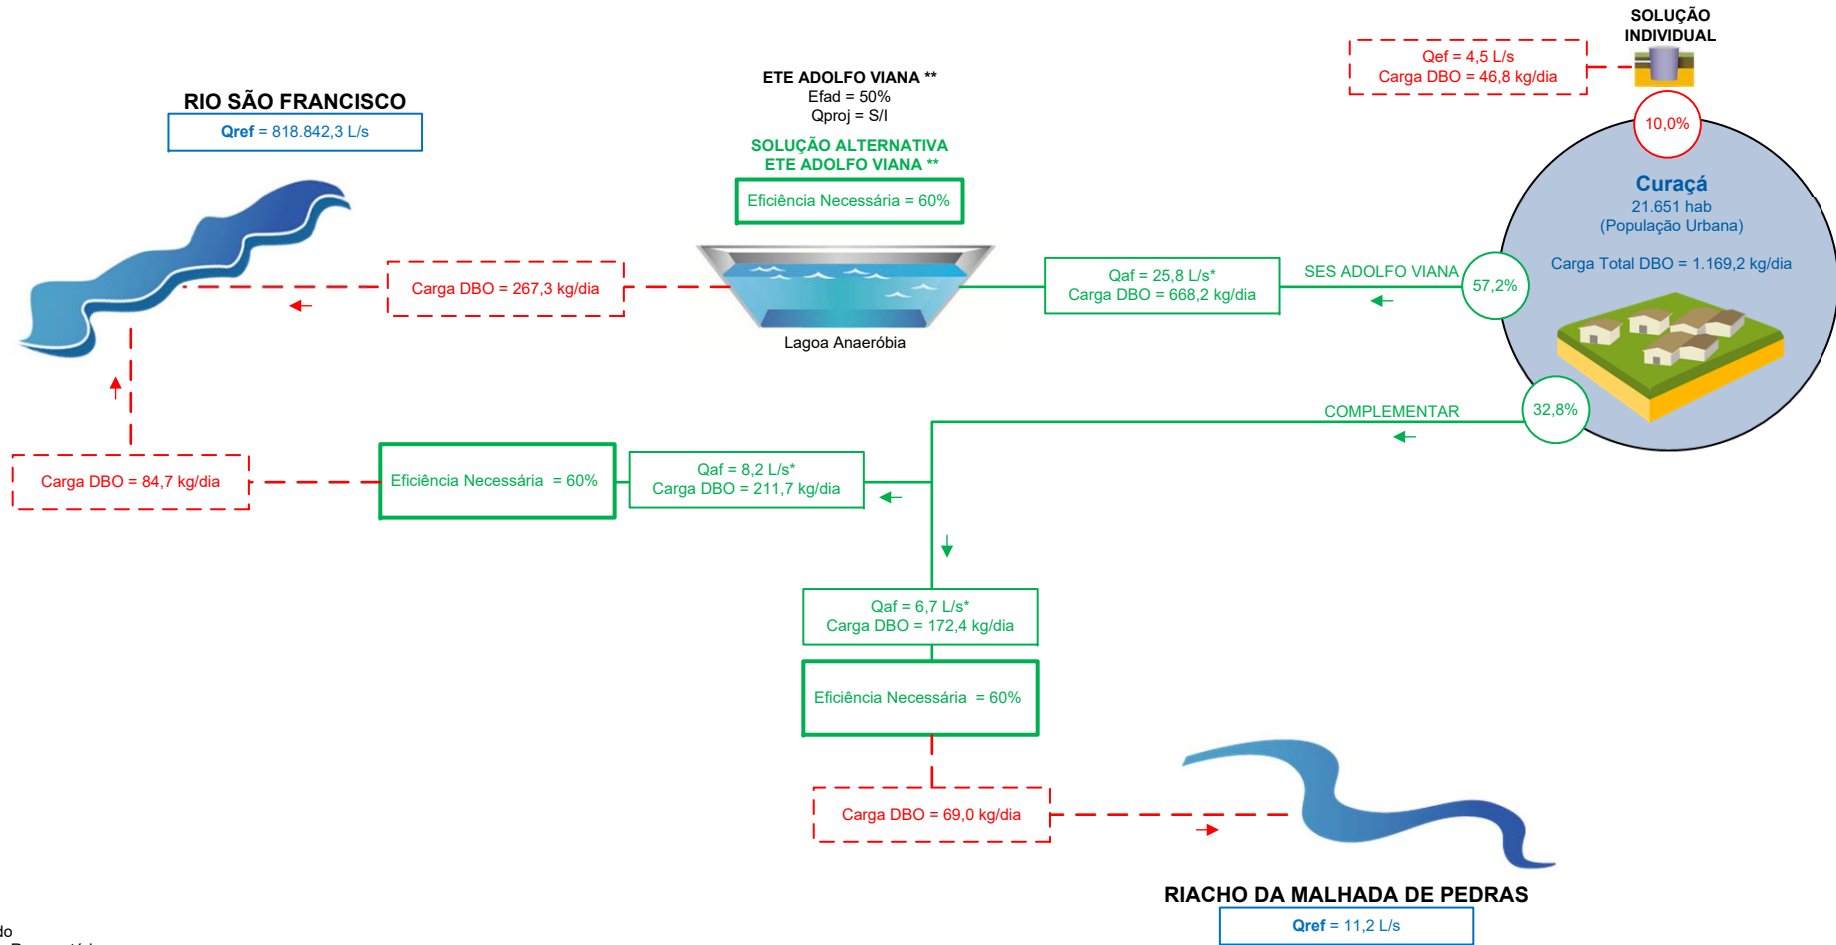 SOLUÇÃO
INDIVIDUAL
Qef = 4,5 L/s
Carga DBO = 46,8 kg/dia
10,0%
ETE ADOLFO VIANA **
Efad = 50%
Qproj = S/I
SOLUÇÃO ALTERNATIVA
ETE ADOLFO VIANA **
Eficiência Necessária = 60%
RIO SÃO FRANCISCO
Qref = 818.842,3 L/s
Curaçá
21.651 hab
(População Urbana)
Carga Total DBO = 1.169,2 kg/dia
Carga DBO = 267,3 kg/dia
Lagoa Anaeróbia
Qaf = 25,8 L/s*
Carga DBO = 668,2 kg/dia
SES ADOLFO VIANA
57,2%
COMPLEMENTAR
32,8%
Carga DBO = 84,7 kg/dia
Eficiência Necessária = 60%
Qaf = 8,2 L/s*
Carga DBO = 211,7 kg/dia
Qaf = 6,7 L/s*
Carga DBO = 172,4 kg/dia
Eficiência Necessária = 60%
Carga DBO = 69,0 kg/dia
RIACHO DA MALHADA DE PEDRAS
Qref = 11,2 L/s